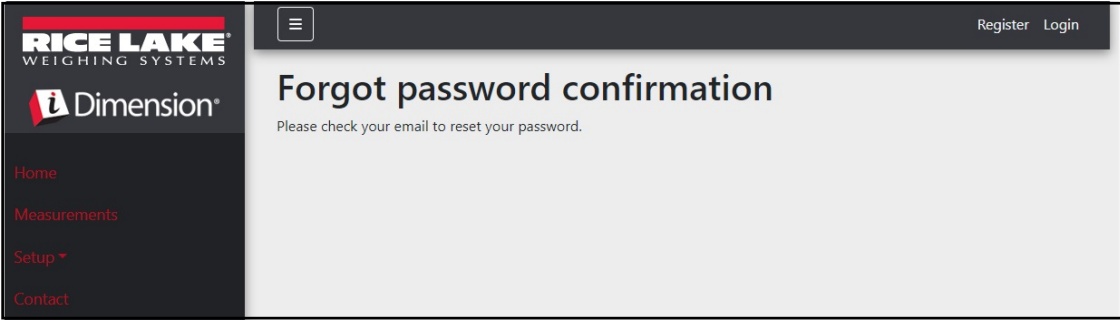 RICE LAKE®
WEIGHING SYSTEMS
i Dimension®
Home
Measurements
Setup
Contact
Register Login
Forgot password confirmation
Please check your email to reset your password.